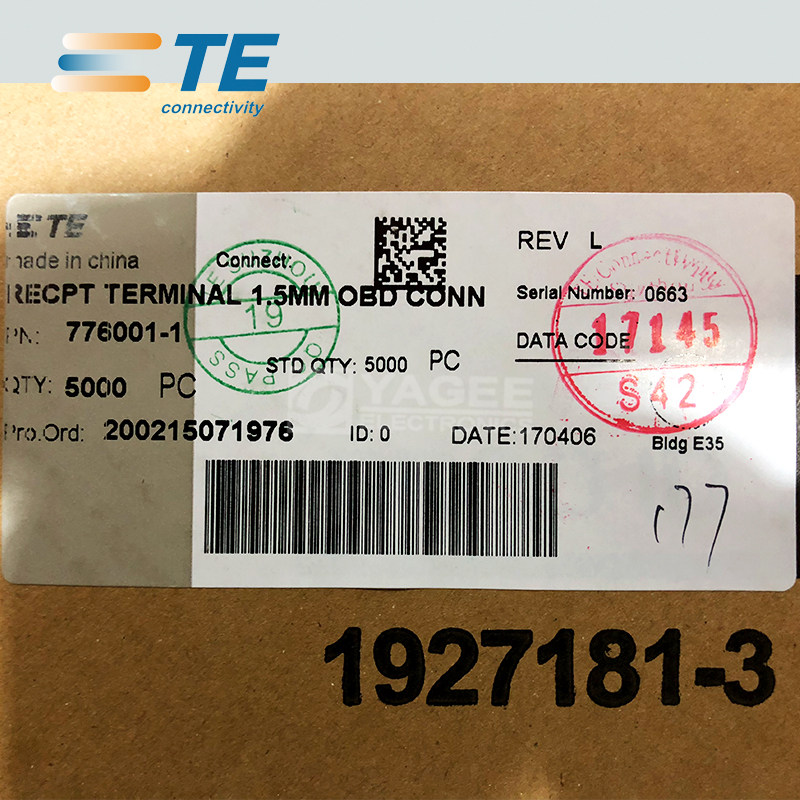 TE
connectivity
TE
made in china
Connect:
REV L
RECPT TERMINAL 1.5MM OBD CONN
Serial Number: 0663
PN: 776001-1
19
PASS
DATA CODE
17145
STD QTY: 5000 PC
QTY: 5000 PC
S42
YAGEE
ELECTRONICS
Pro.Ord: 200215071976 ID: 0 DATE:170406
Bldg E35
177
1927181-3